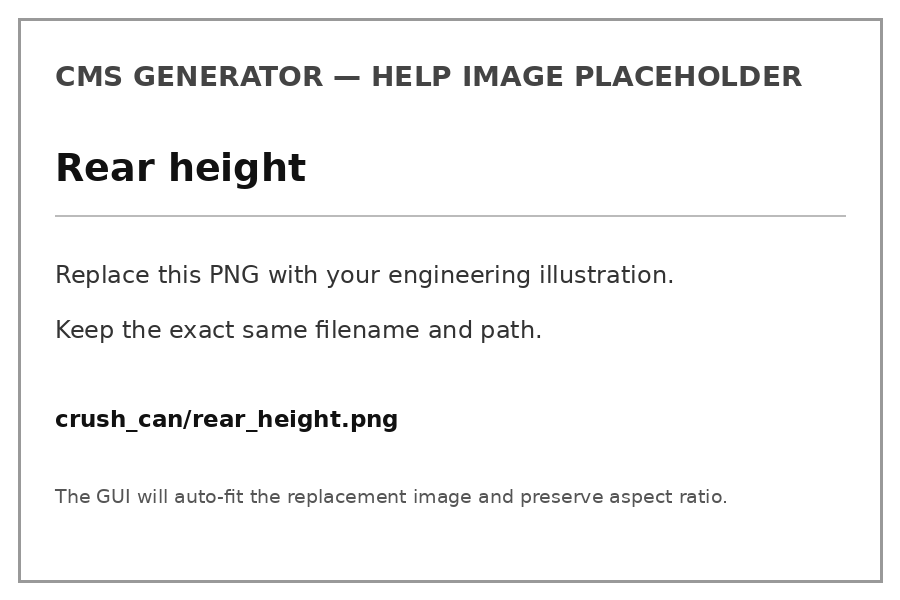 CMS GENERATOR — HELP IMAGE PLACEHOLDER
Rear height
Replace this PNG with your engineering illustration.
Keep the exact same filename and path.
crush_can/rear_height.png
The GUI will auto-fit the replacement image and preserve aspect ratio.